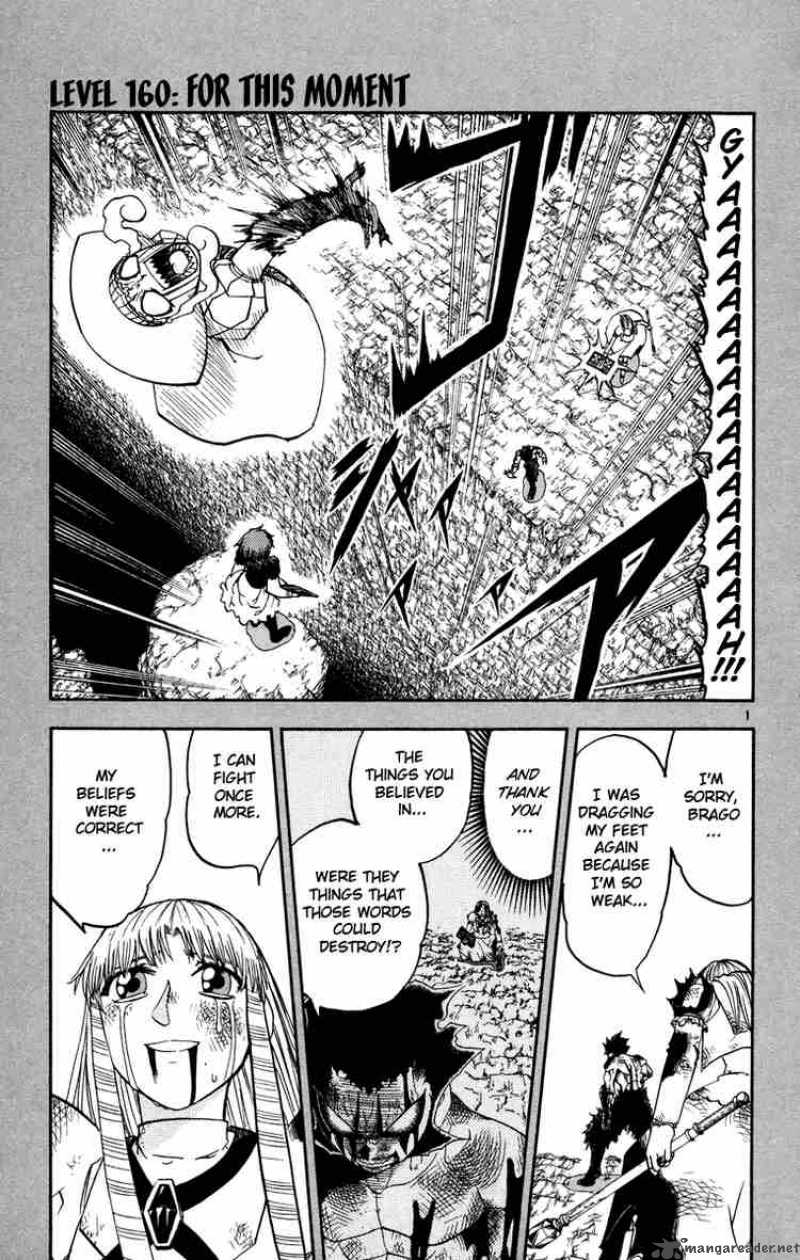 LEVEL 160: FOR THIS MOMENT
GYAAAAAAAAAAAAAAAAAAAAH!!!
1
I'M
SORRY,
BRAGO
...
I WAS
DRAGGING
MY FEET
AGAIN
BECAUSE
I'M SO
WEAK...
AND
THANK
YOU
...
THE
THINGS YOU
BELIEVED
IN...
WERE THEY
THINGS THAT
THOSE WORDS
COULD
DESTROY!?
I CAN
FIGHT
ONCE
MORE.
MY
BELIEFS
WERE
CORRECT
...
mangareader.net